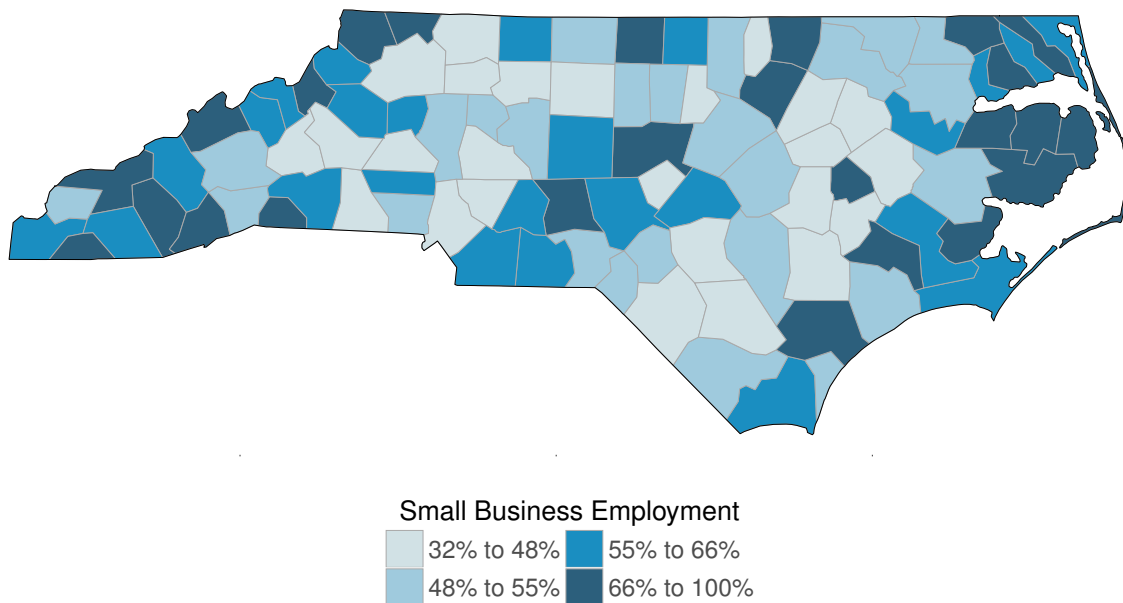 Small Business Employment
32% to 48% 55% to 66%
48% to 55% 66% to 100%